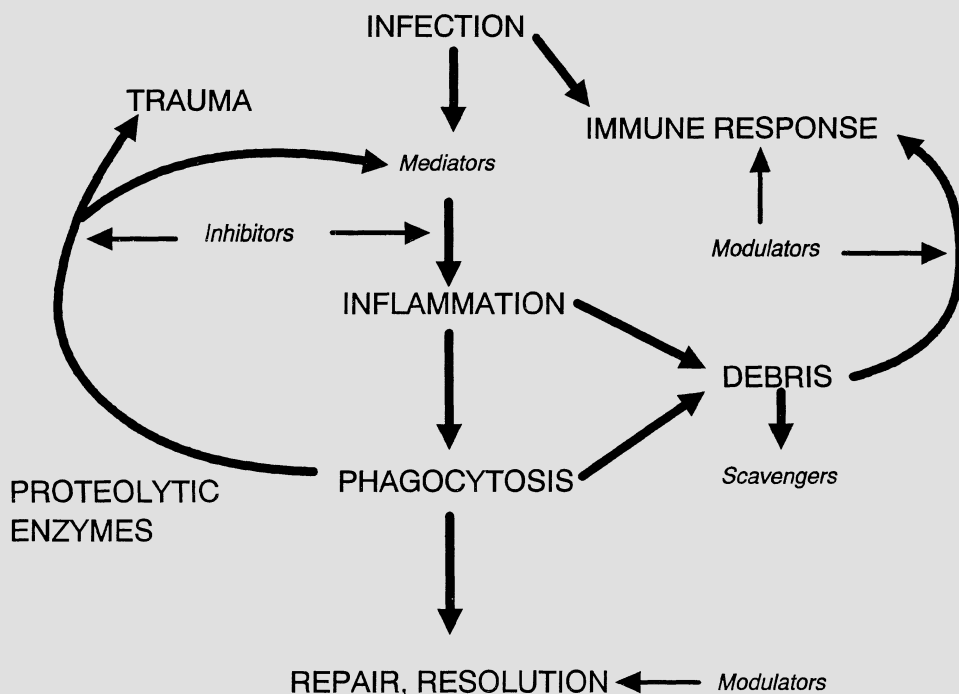 INFECTION
TRAUMA
IMMUNE RESPONSE
Mediators
Inhibitors
Modulators
INFLAMMATION
DEBRIS
PHAGOCYTOSIS
Scavengers
PROTEOLYTIC
ENZYMES
REPAIR, RESOLUTION
Modulators